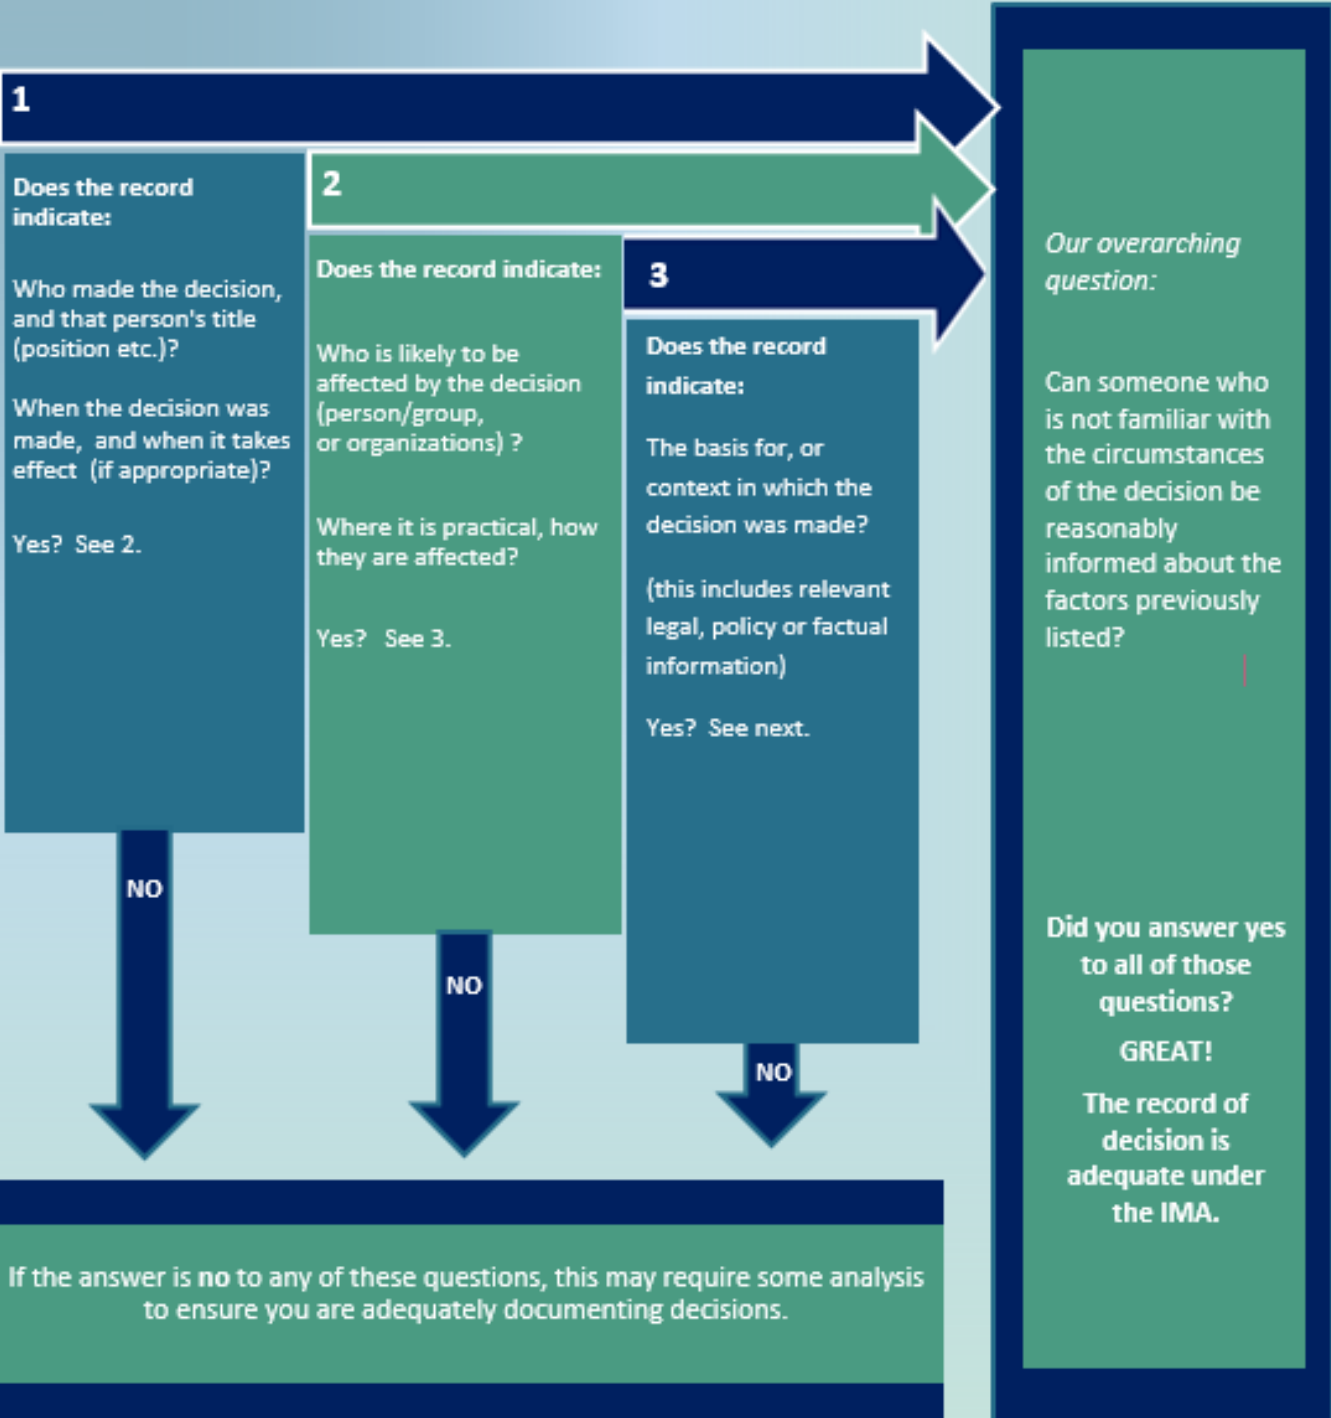 1
Does the record
indicate:
Who made the decision,
and that person's title
(position etc.)?
When the decision was
made, and when it takes
effect (if appropriate)?
Yes? See 2.
NO
2
Does the record indicate:
Who is likely to be
affected by the decision
(person/group,
or organizations) ?
Where it is practical, how
they are affected?
Yes? See 3.
NO
3
Does the record
indicate:
The basis for, or
context in which the
decision was made?
(this includes relevant
legal, policy or factual
information)
Yes? See next.
NO
If the answer is no to any of these questions, this may require some analysis
to ensure you are adequately documenting decisions.
Our overarching
question:
Can someone who
is not familiar with
the circumstances
of the decision be
reasonably
informed about the
factors previously
listed?
Did you answer yes
to all of those
questions?
GREAT!
The record of
decision is
adequate under
the IMA.